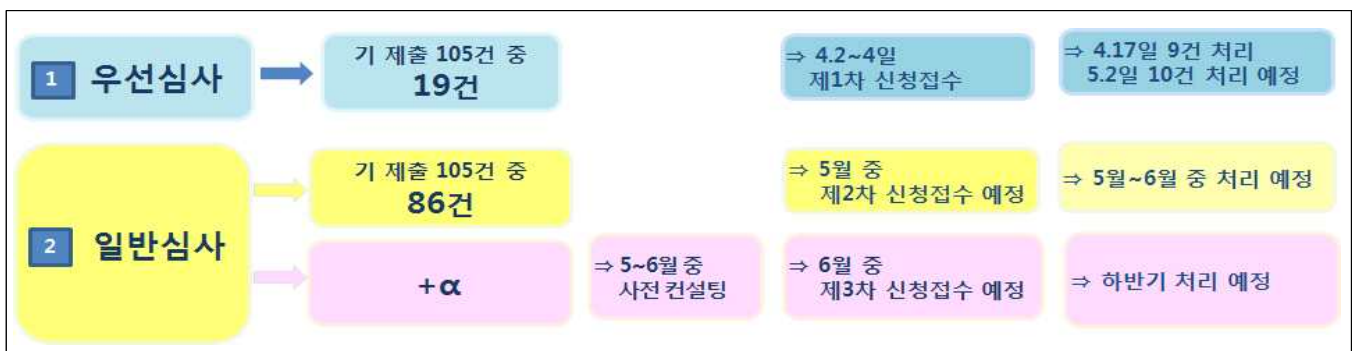 1 우선심사
기 제출 105건 중
19건
⇒ 4.2~4일
제1차 신청접수
⇒ 4.17일 9건 처리
5.2일 10건 처리 예정
2 일반심사
기 제출 105건 중
86건
⇒ 5월 중
제2차 신청접수 예정
⇒ 5월~6월 중 처리 예정
+α
⇒ 5~6월 중
사전 컨설팅
⇒ 6월 중
제3차 신청접수 예정
⇒ 하반기 처리 예정